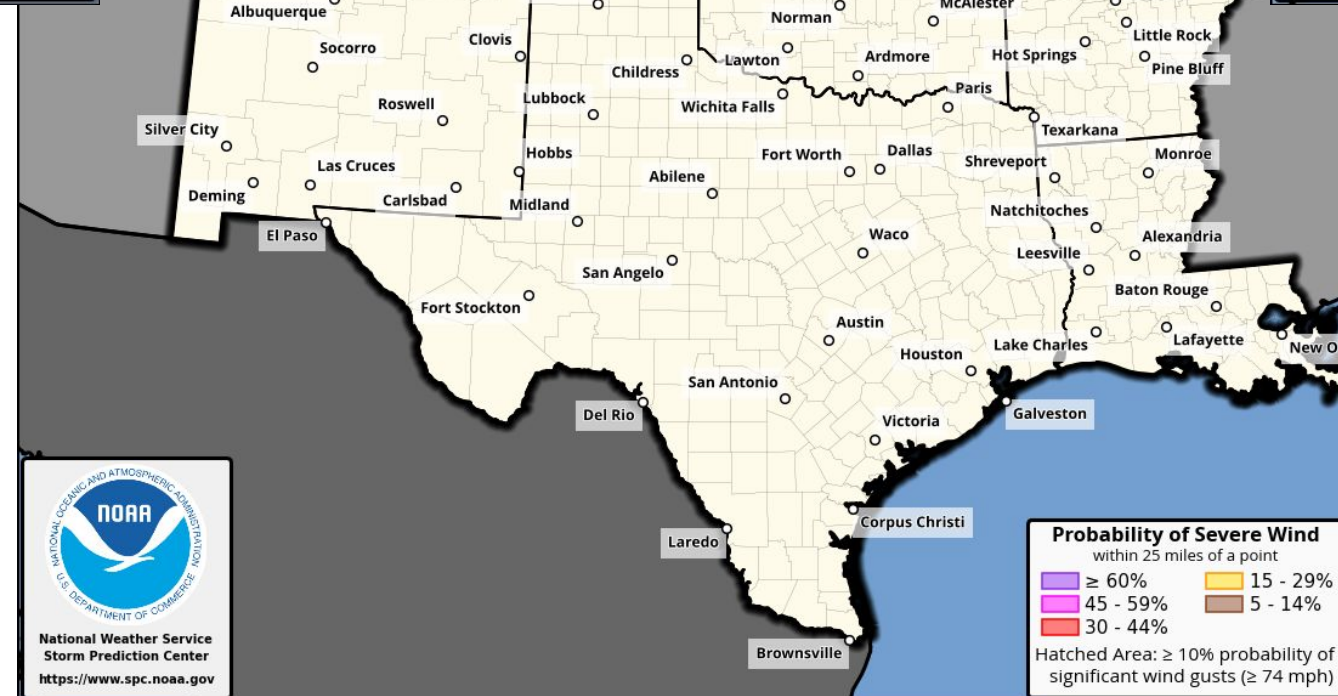 Albuquerque
Norman
McAlester
Socorro
Clovis
Little Rock
Childress
Lawton
Ardmore
Hot Springs
Pine Bluff
Roswell
Lubbock
Wichita Falls
Paris
Silver City
Texarkana
Las Cruces
Hobbs
Fort Worth
Dallas
Shreveport
Monroe
Deming
Carlsbad
Midland
Abilene
Natchitoches
El Paso
San Angelo
Waco
Leesville
Alexandria
Fort Stockton
Baton Rouge
Austin
Houston
Lake Charles
Lafayette
New O
San Antonio
Del Rio
Victoria
Galveston
Corpus Christi
Laredo
Brownsville
NATIONAL OCEANIC AND ATMOSPHERIC ADMINISTRATION
NOAA
U.S. DEPARTMENT OF COMMERCE
National Weather Service
Storm Prediction Center
https://www.spc.noaa.gov
Probability of Severe Wind
within 25 miles of a point
≥ 60% 15 - 29%
45 - 59% 5 - 14%
30 - 44%
Hatched Area: ≥ 10% probability of
significant wind gusts (≥ 74 mph)